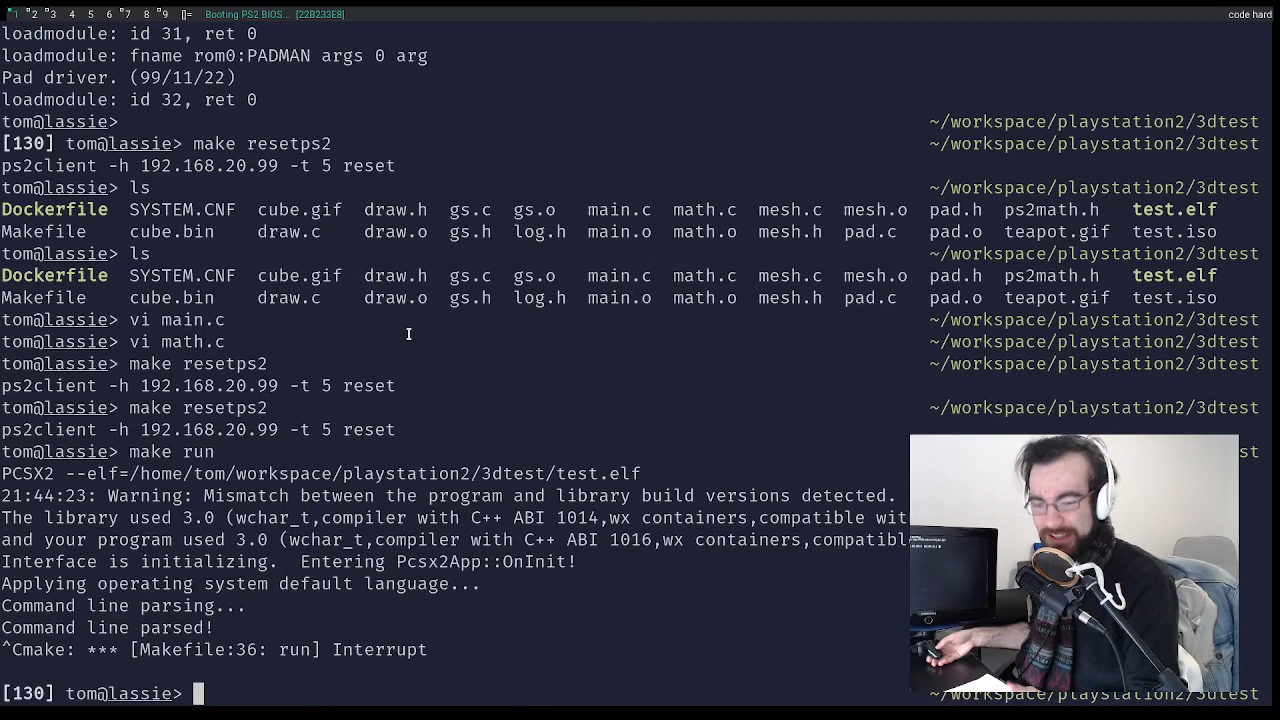 1 2 3 4 5 6 7 8 9 []= Booting PS2 BIOS... [22B233E8] code hard
loadmodule: id 31, ret 0
loadmodule: fname rom0:PADMAN args 0 arg
Pad driver. (99/11/22)
loadmodule: id 32, ret 0
tom@lassie> ~/workspace/playstation2/3dtest
[130] tom@lassie> make resetps2 ~/workspace/playstation2/3dtest
ps2client -h 192.168.20.99 -t 5 reset
tom@lassie> ls ~/workspace/playstation2/3dtest
Dockerfile SYSTEM.CNF cube.gif draw.h gs.c gs.o main.c math.c mesh.c mesh.o pad.h ps2math.h test.elf
Makefile cube.bin draw.c draw.o gs.h log.h main.o math.o mesh.h pad.c pad.o teapot.gif test.iso
tom@lassie> ls ~/workspace/playstation2/3dtest
Dockerfile SYSTEM.CNF cube.gif draw.h gs.c gs.o main.c math.c mesh.c mesh.o pad.h ps2math.h test.elf
Makefile cube.bin draw.c draw.o gs.h log.h main.o math.o mesh.h pad.c pad.o teapot.gif test.iso
tom@lassie> vi main.c ~/workspace/playstation2/3dtest
tom@lassie> vi math.c ~/workspace/playstation2/3dtest
tom@lassie> make resetps2 ~/workspace/playstation2/3dtest
ps2client -h 192.168.20.99 -t 5 reset
tom@lassie> make resetps2 ~/workspace/playstation2/3dtest
ps2client -h 192.168.20.99 -t 5 reset
tom@lassie> make run st
PCSX2 --elf=/home/tom/workspace/playstation2/3dtest/test.elf
21:44:23: Warning: Mismatch between the program and library build versions detected.
The library used 3.0 (wchar_t,compiler with C++ ABI 1014,wx containers,compatible wit
and your program used 3.0 (wchar_t,compiler with C++ ABI 1016,wx containers,compatibl
Interface is initializing. Entering Pcsx2App::OnInit!
Applying operating system default language...
Command line parsing...
Command line parsed!
^Cmake: *** [Makefile:36: run] Interrupt
[130] tom@lassie> ~/workspace/playstation2/3dtest